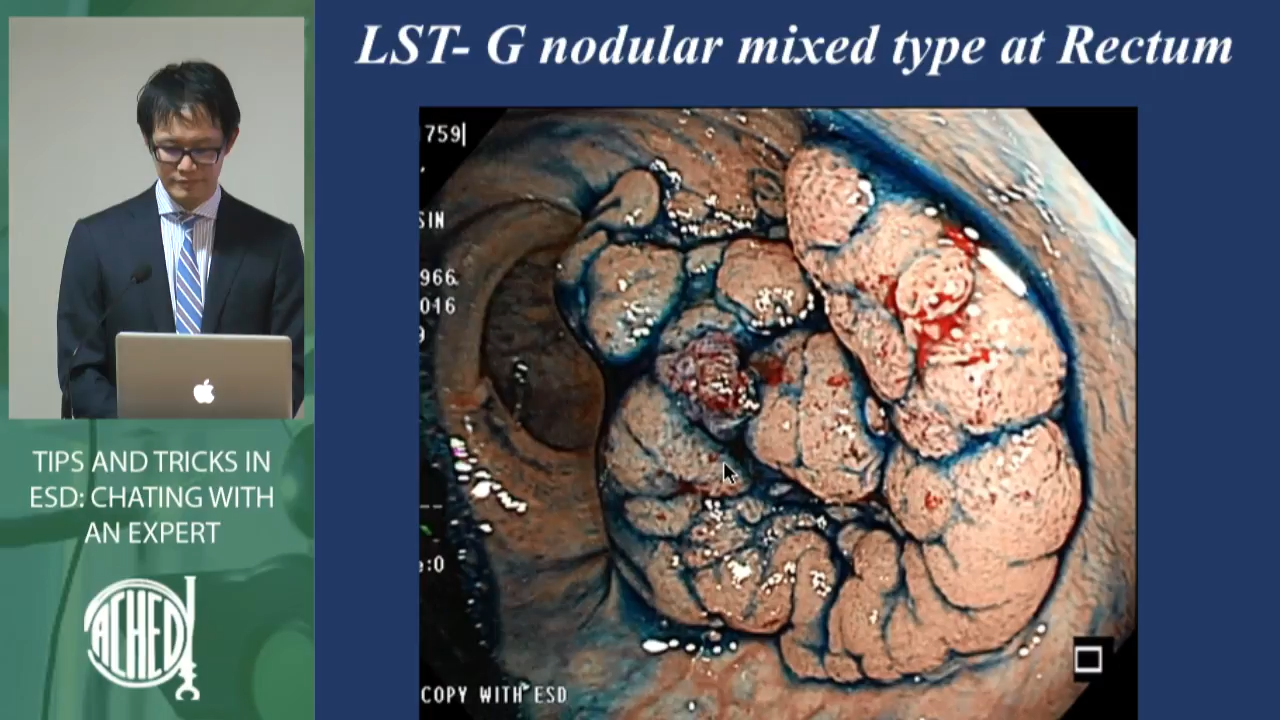 LST- G nodular mixed type at Rectum
759
SIN
966
016
9
--
e:0
COPY WITH ESD
TIPS AND TRICKS IN
ESD: CHATING WITH
AN EXPERT
ACHED